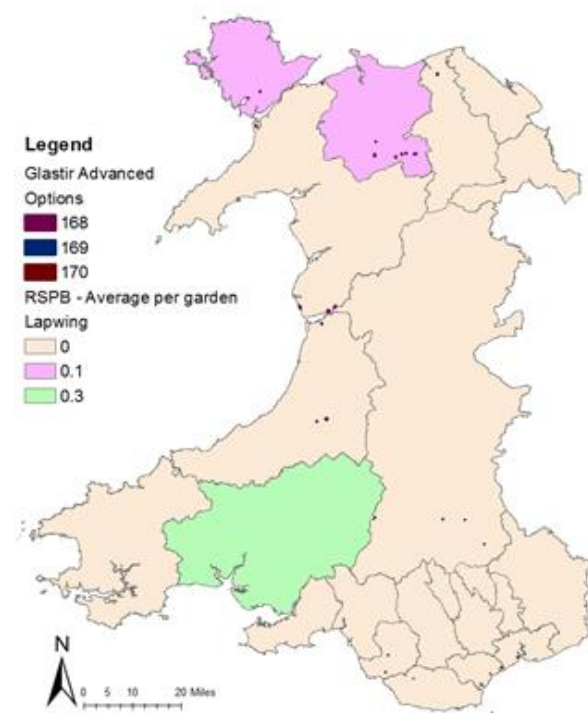 Legend
Glastir Advanced
Options
168
169
170
RSPB - Average per garden
Lapwing
0
0.1
0.3
N
0 5 10 20 Miles